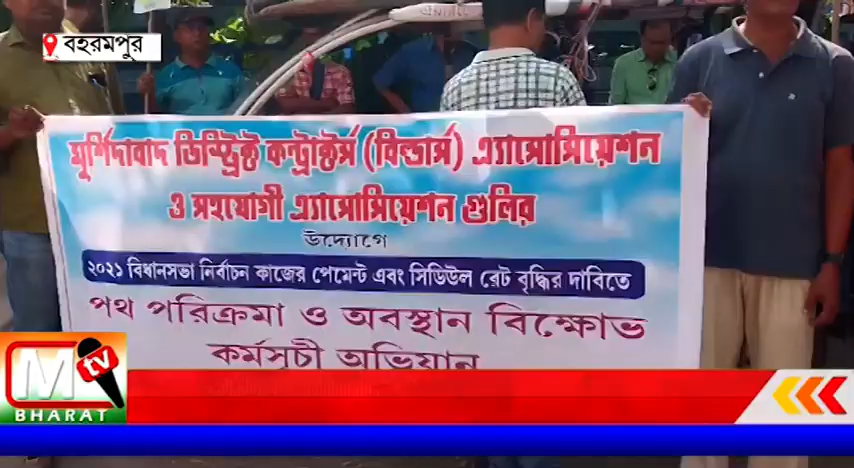 বহরমপুর
মুর্শিদাবাদ ডিস্ট্রিক্ট কন্ট্রাক্টর্স (বিল্ডার্স) এ্যাসোসিয়েশন
ও সহযোগী এ্যাসোসিয়েশন গুলির
উদ্যোগে
২০২১ বিধানসভা নির্বাচন কাজের পেমেন্ট এবং সিডিউল রেট বৃদ্ধির দাবিতে
পথ পরিক্রমা ও অবস্থান বিক্ষোভ
কর্মসূচী অভিযান
M tv
BHARAT